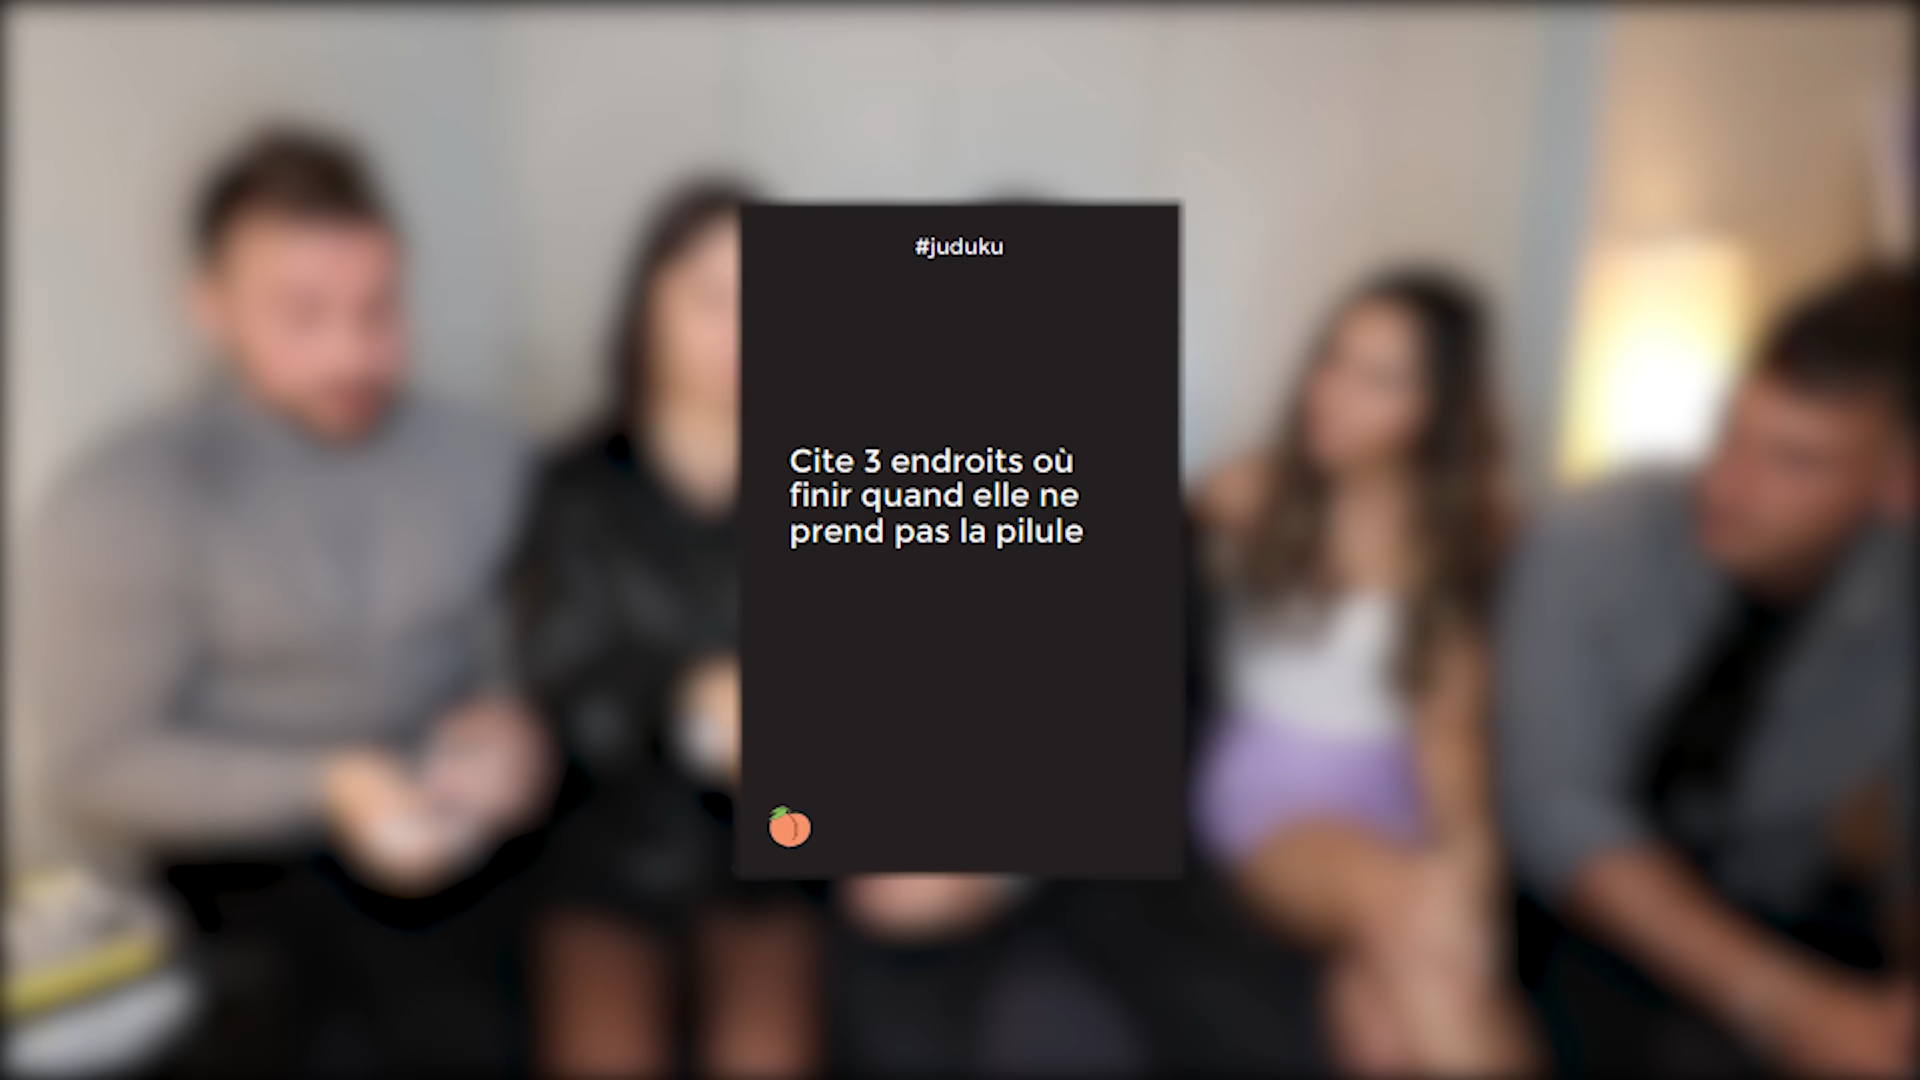 #juduku
Cite 3 endroits où
finir quand elle ne
prend pas la pilule